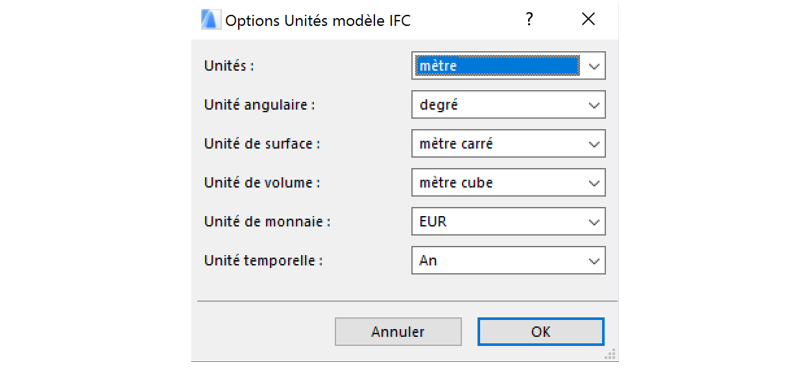 Options Unités modèle IFC ?
Unités : mètre
Unité angulaire : degré
Unité de surface : mètre carré
Unité de volume : mètre cube
Unité de monnaie : EUR
Unité temporelle : An
Annuler OK